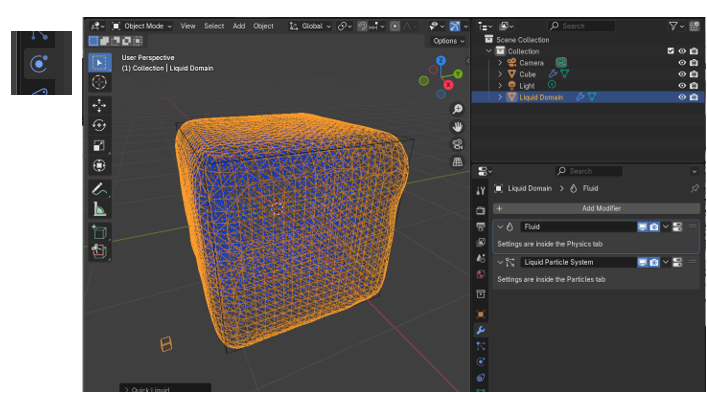 Object Mode View Select Add Object Global
Options
User Perspective
(1) Collection | Liquid Domain
Z
Y
X
Quick Liquid
Search
Scene Collection
Collection
Camera
Cube
Light
Liquid Domain
Search
Liquid Domain > Fluid
+ Add Modifier
Fluid
Settings are inside the Physics tab
Liquid Particle System
Settings are inside the Particles tab